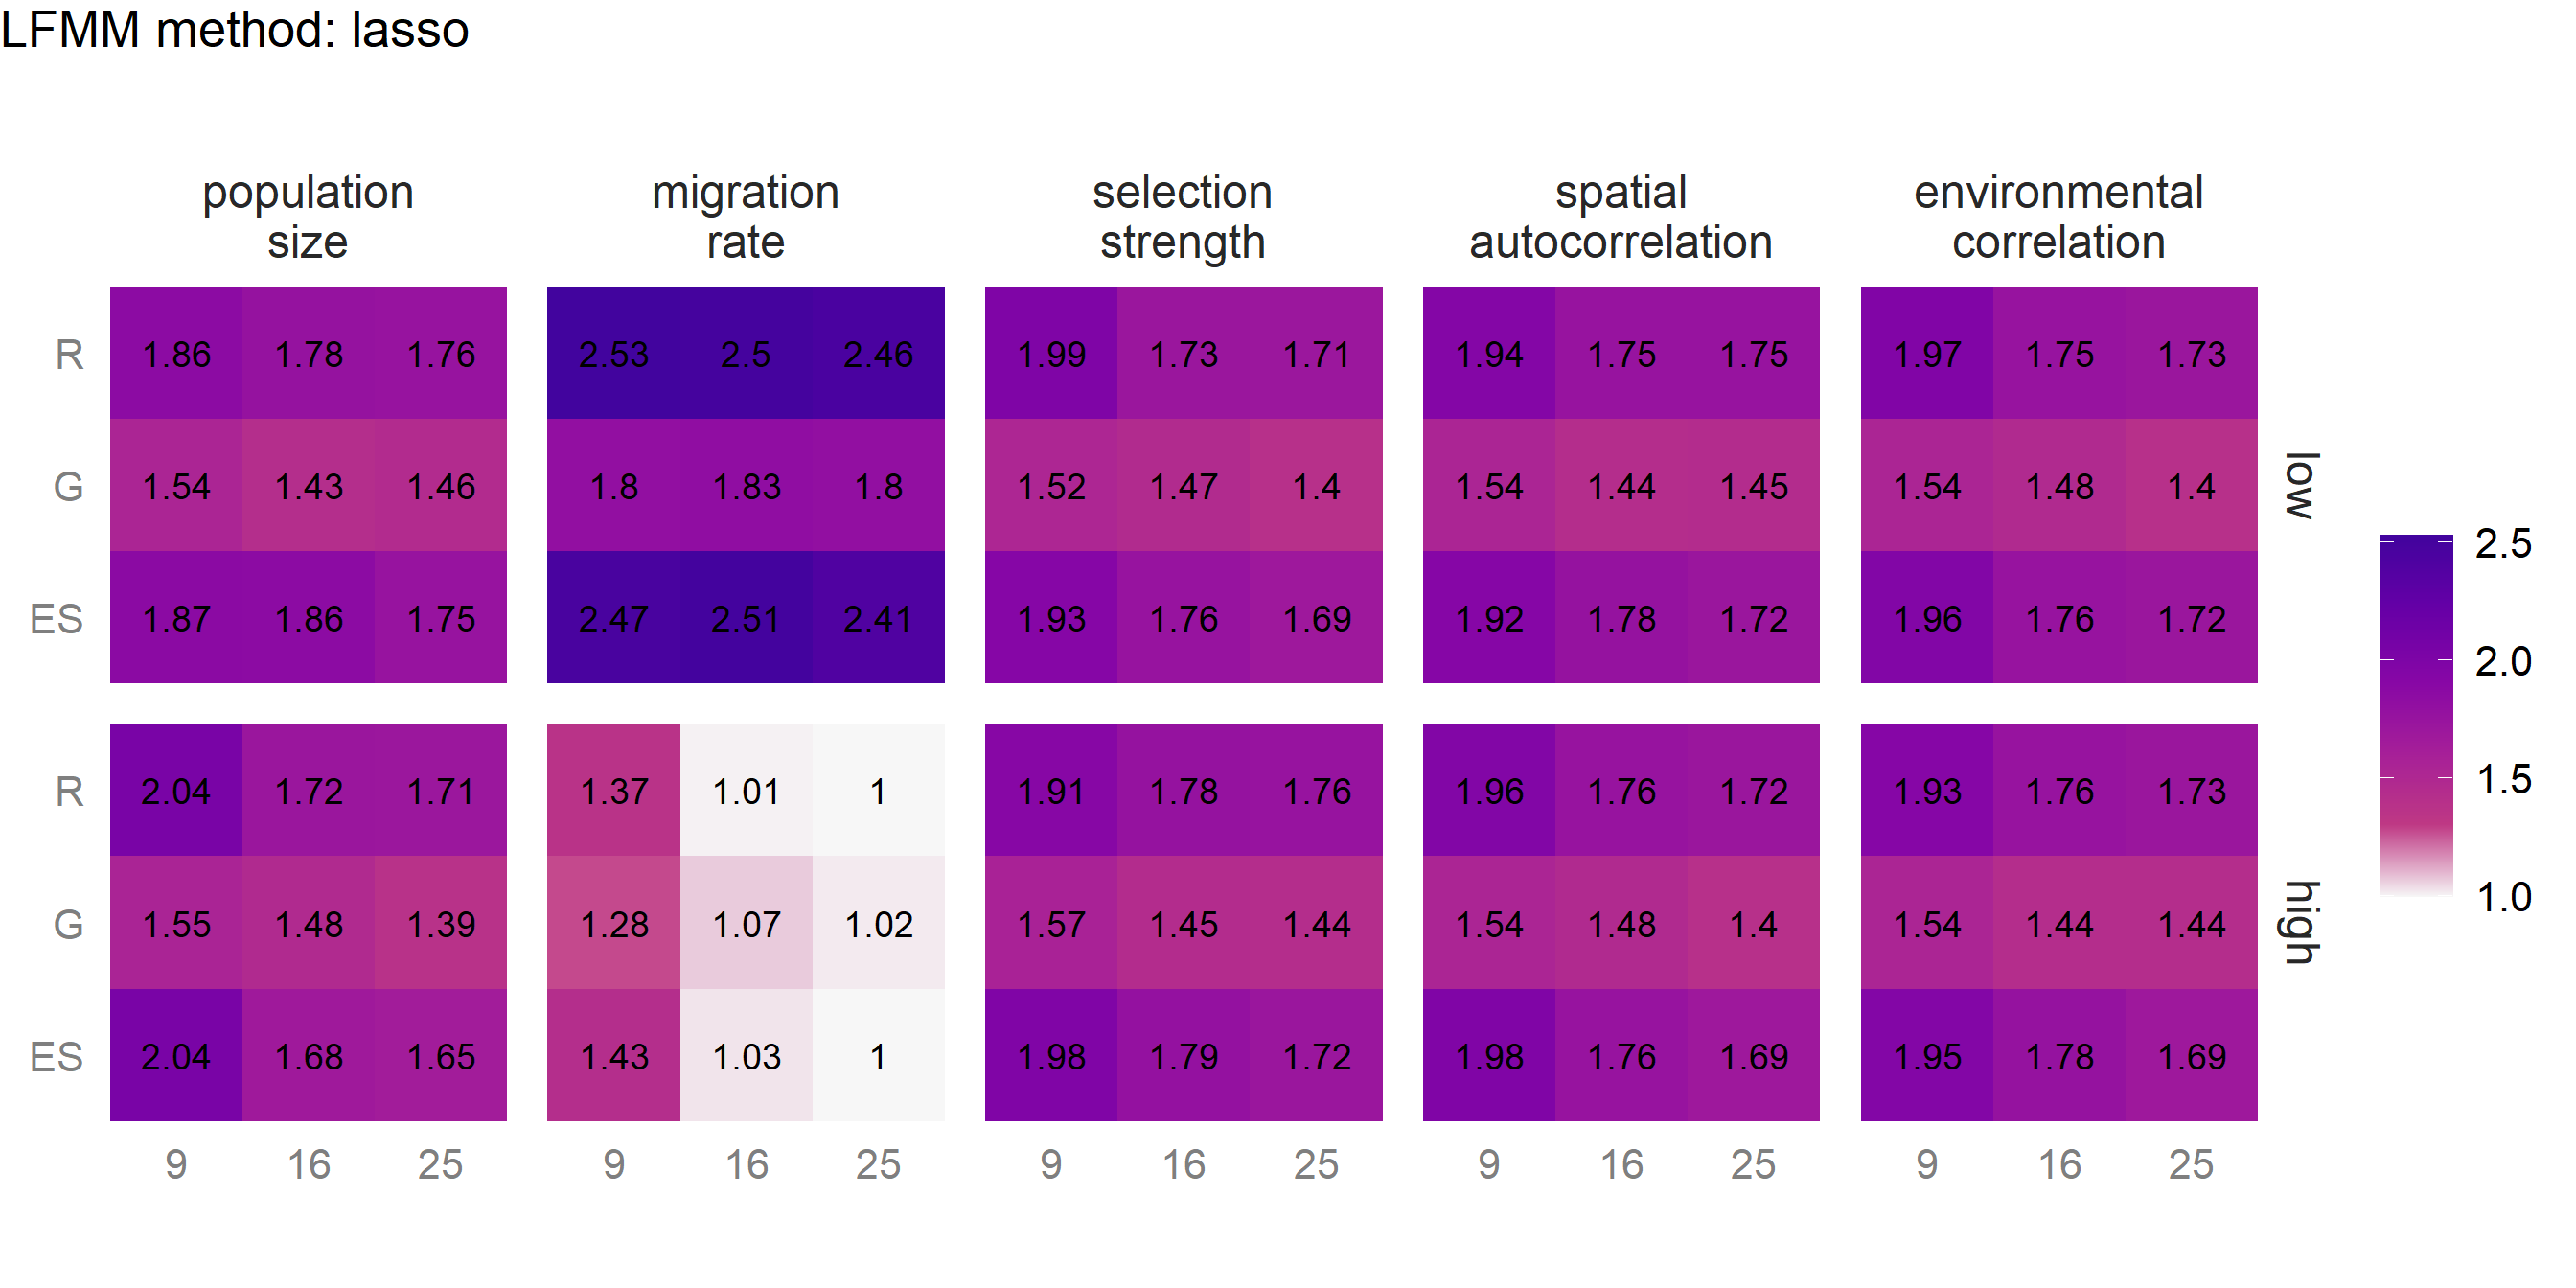 LFMM method: lasso
population size
migration rate
selection strength
spatial autocorrelation
environmental correlation
R 1.86 1.78 1.76 2.53 2.5 2.46 1.99 1.73 1.71 1.94 1.75 1.75 1.97 1.75 1.73
G 1.54 1.43 1.46 1.8 1.83 1.8 1.52 1.47 1.4 1.54 1.44 1.45 1.54 1.48 1.4
ES 1.87 1.86 1.75 2.47 2.51 2.41 1.93 1.76 1.69 1.92 1.78 1.72 1.96 1.76 1.72
low
R 2.04 1.72 1.71 1.37 1.01 1 1.91 1.78 1.76 1.96 1.76 1.72 1.93 1.76 1.73
G 1.55 1.48 1.39 1.28 1.07 1.02 1.57 1.45 1.44 1.54 1.48 1.4 1.54 1.44 1.44
ES 2.04 1.68 1.65 1.43 1.03 1 1.98 1.79 1.72 1.98 1.76 1.69 1.95 1.78 1.69
high
9 16 25 9 16 25 9 16 25 9 16 25 9 16 25
2.5
2.0
1.5
1.0